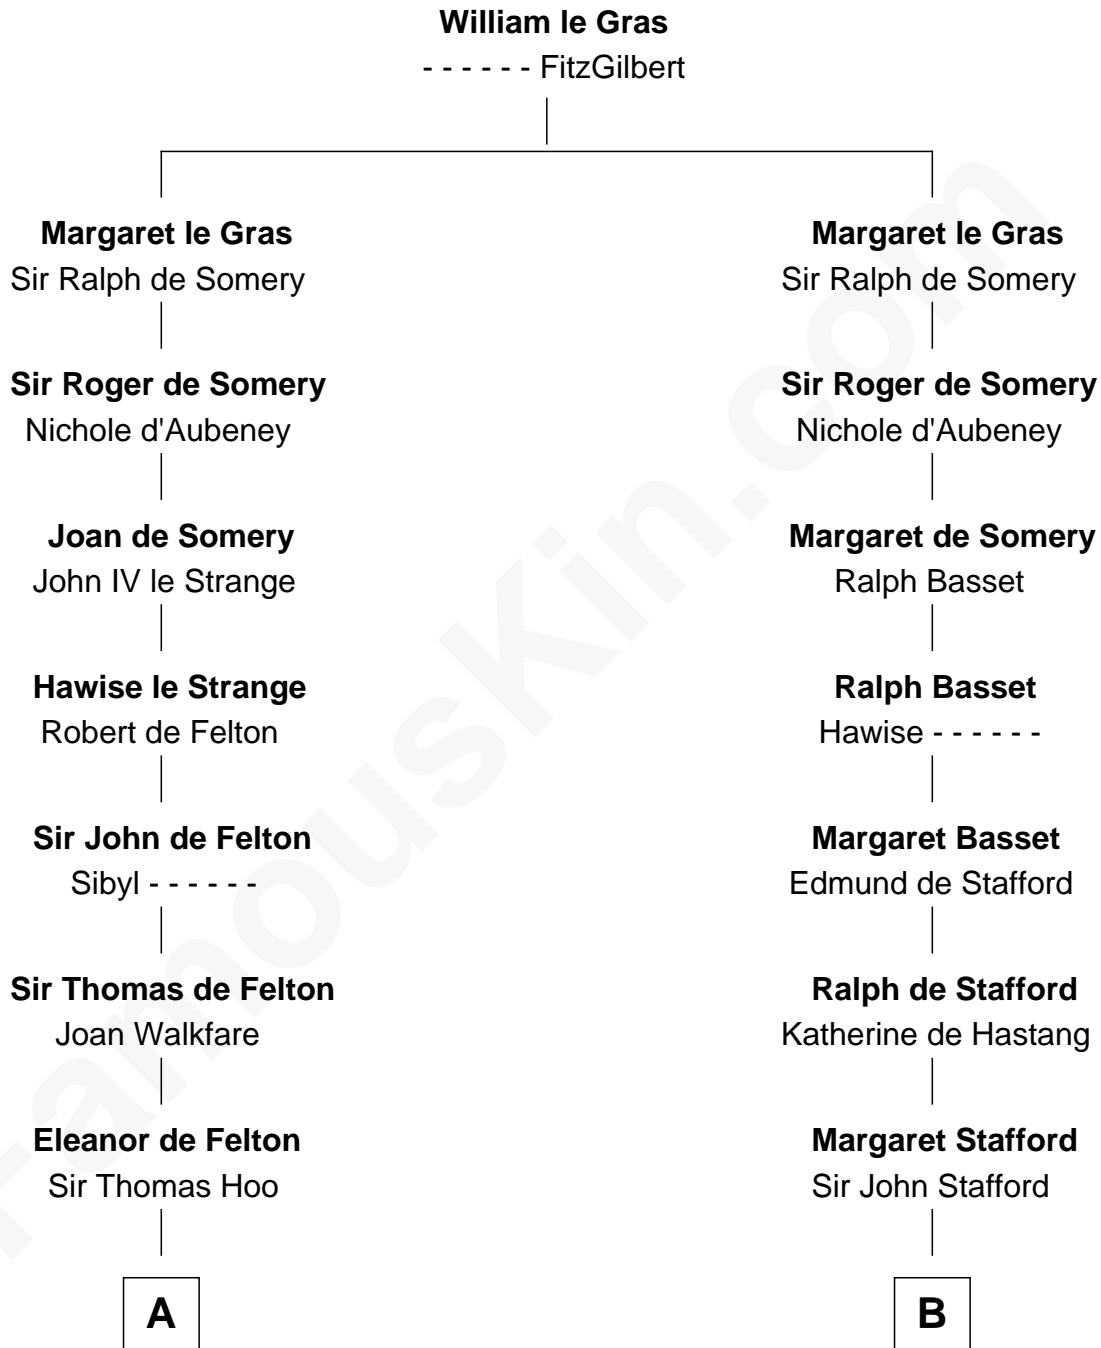 William le Gras
- - - - - - FitzGilbert
Margaret le Gras
Sir Ralph de Somery
Sir Roger de Somery
Nichole d'Aubeney
Joan de Somery
John IV le Strange
Hawise le Strange
Robert de Felton
Sir John de Felton
Sibyl - - - - - -
Sir Thomas de Felton
Joan Walkfare
Eleanor de Felton
Sir Thomas Hoo
A
Margaret le Gras
Sir Ralph de Somery
Sir Roger de Somery
Nichole d'Aubeney
Margaret de Somery
Ralph Basset
Ralph Basset
Hawise - - - - - -
Margaret Basset
Edmund de Stafford
Ralph de Stafford
Katherine de Hastang
Margaret Stafford
Sir John Stafford
B
FamousKin.com